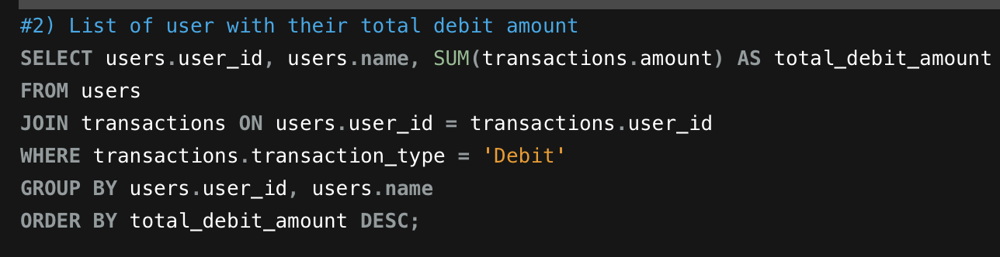 #2) List of user with their total debit amount
SELECT users.user_id, users.name, SUM(transactions.amount) AS total_debit_amount
FROM users
JOIN transactions ON users.user_id = transactions.user_id
WHERE transactions.transaction_type = 'Debit'
GROUP BY users.user_id, users.name
ORDER BY total_debit_amount DESC;